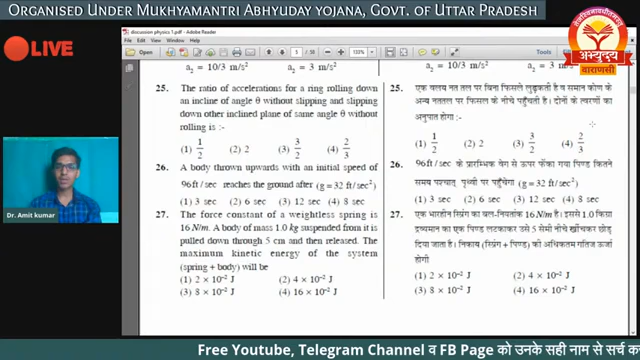 ORGANISED UNDER MUKHYAMANTRI ABHYUDAY YOJANA, GOVT. OF UTTAR PRADESH
LIVE
discussion physics 1.pdf - Adobe Reader
Tools
a₂ = 10/3 m/s²
a₂ = 3 m/s²
25. The ratio of accelerations for a ring rolling down
an incline of angle θ without slipping and slipping
down other inclined plane of same angle θ without
rolling is :-
(1) 1/2 (2) 2 (3) 3/2 (4) 2/3
26. A body thrown upwards with an initial speed of
96 ft/sec reaches the ground after (g = 32 ft/sec²)
(1) 3 sec (2) 6 sec (3) 12 sec (4) 8 sec
27. The force constant of a weightless spring is
16 N/m. A body of mass 1.0 kg suspended from it is
pulled down through 5 cm and then released. The
maximum kinetic energy of the system
(spring + body) will be
(1) 2 × 10⁻² J (2) 4 × 10⁻² J
(3) 8 × 10⁻² J (4) 16 × 10⁻² J
a₂ = 10/3 m/s²
25. एक वलय नत तल पर बिना फिसले लुढ़कती है व समान कोण के
अन्य नततल पर फिसल के नीचे पहुँचती है। दोनों के त्वरणों का
अनुपात होगा :
(1) 1/2 (2) 2 (3) 3/2 (4) 2/3
26. 96 ft/sec के प्रारम्भिक वेग से ऊपर फेंका गया पिण्ड कितने
समय पश्चात् पृथ्वी पर पहुँचेगा (g = 32 ft/sec²)
(1) 3 sec (2) 6 sec (3) 12 sec (4) 8 sec
27. एक भारहीन स्प्रिंग का बल-नियतांक 16 N/m है। इससे 1.0 किग्रा
द्रव्यमान का एक पिण्ड लटकाकर उसे 5 सेमी नीचे खींचकर छोड़
दिया जाता है। निकाय (स्प्रिंग + पिण्ड) की अधिकतम गतिज ऊर्जा
होगी
(1) 2 × 10⁻² J (2) 4 × 10⁻² J
(3) 8 × 10⁻² J (4) 16 × 10⁻² J
अभ्युदय
वाराणसी
Dr. Amit kumar
Free Youtube, Telegram Channel व FB Page को उनके सही नाम से सर्च क